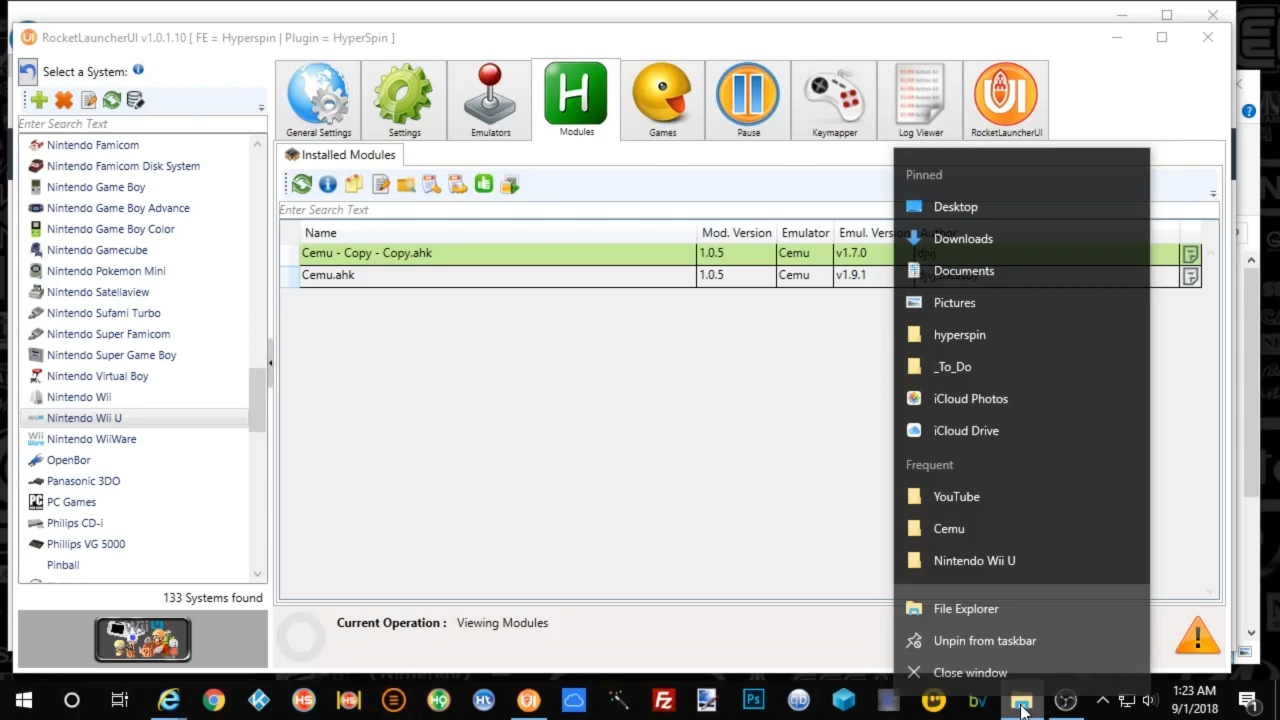 RocketLauncherUI v1.0.1.10 [ FE = Hyperspin | Plugin = HyperSpin ]
Select a System:
Enter Search Text
Nintendo Famicom
Nintendo Famicom Disk System
Nintendo Game Boy
Nintendo Game Boy Advance
Nintendo Game Boy Color
Nintendo Gamecube
Nintendo Pokemon Mini
Nintendo Satellaview
Nintendo Sufami Turbo
Nintendo Super Famicom
Nintendo Super Game Boy
Nintendo Virtual Boy
Nintendo Wii
Nintendo Wii U
Nintendo WiiWare
OpenBor
Panasonic 3DO
PC Games
Philips CD-i
Phillips VG 5000
Pinball
133 Systems found
General Settings
Settings
Emulators
Modules
Games
Pause
Keymapper
Log Viewer
RocketLauncherUI
Installed Modules
Enter Search Text
Name Mod. Version Emulator Emul. Version Author
Cemu - Copy - Copy.ahk 1.0.5 Cemu v1.7.0 djvj
Cemu.ahk 1.0.5 Cemu v1.9.1
Current Operation : Viewing Modules
Pinned
Desktop
Downloads
Documents
Pictures
hyperspin
_To_Do
iCloud Photos
iCloud Drive
Frequent
YouTube
Cemu
Nintendo Wii U
File Explorer
Unpin from taskbar
Close window
1:23 AM
9/1/2018